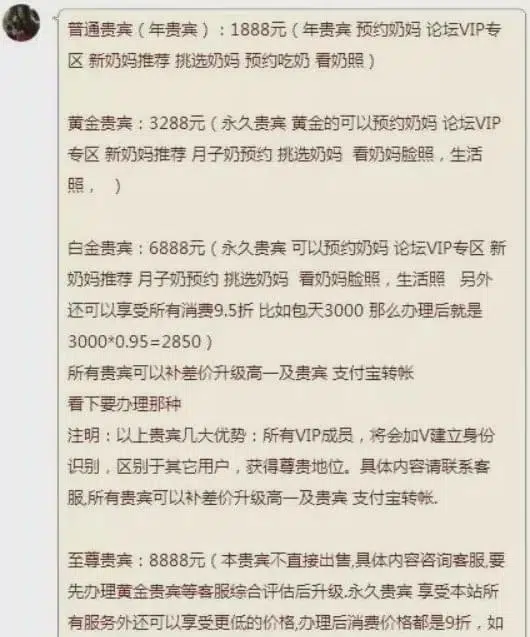 普通贵宾（年贵宾）：1888元（年贵宾 预约奶妈 论坛VIP专
区 新奶妈推荐 挑选奶妈 预约吃奶 看奶照）
黄金贵宾：3288元（永久贵宾 黄金的可以预约奶妈 论坛VIP
专区 新奶妈推荐 月子奶预约 挑选奶妈 看奶妈脸照，生活
照， ）
白金贵宾：6888元（永久贵宾 可以预约奶妈 论坛VIP专区 新
奶妈推荐 月子奶预约 挑选奶妈 看奶妈脸照，生活照 另外
还可以享受所有消费9.5折 比如包天3000 那么办理后就是
3000*0.95=2850）
所有贵宾可以补差价升级高一及贵宾 支付宝转帐
看下要办理那种
注明：以上贵宾几大优势：所有VIP成员，将会加V建立身份
识别，区别于其它用户，获得尊贵地位。具体内容请联系客
服,所有贵宾可以补差价升级高一及贵宾 支付宝转帐.
至尊贵宾：8888元（本贵宾不直接出售,具体内容咨询客服,要
先办理黄金贵宾等客服综合评估后升级.永久贵宾 享受本站所
有服务外还可以享受更低的价格,办理后消费价格都是9折，如